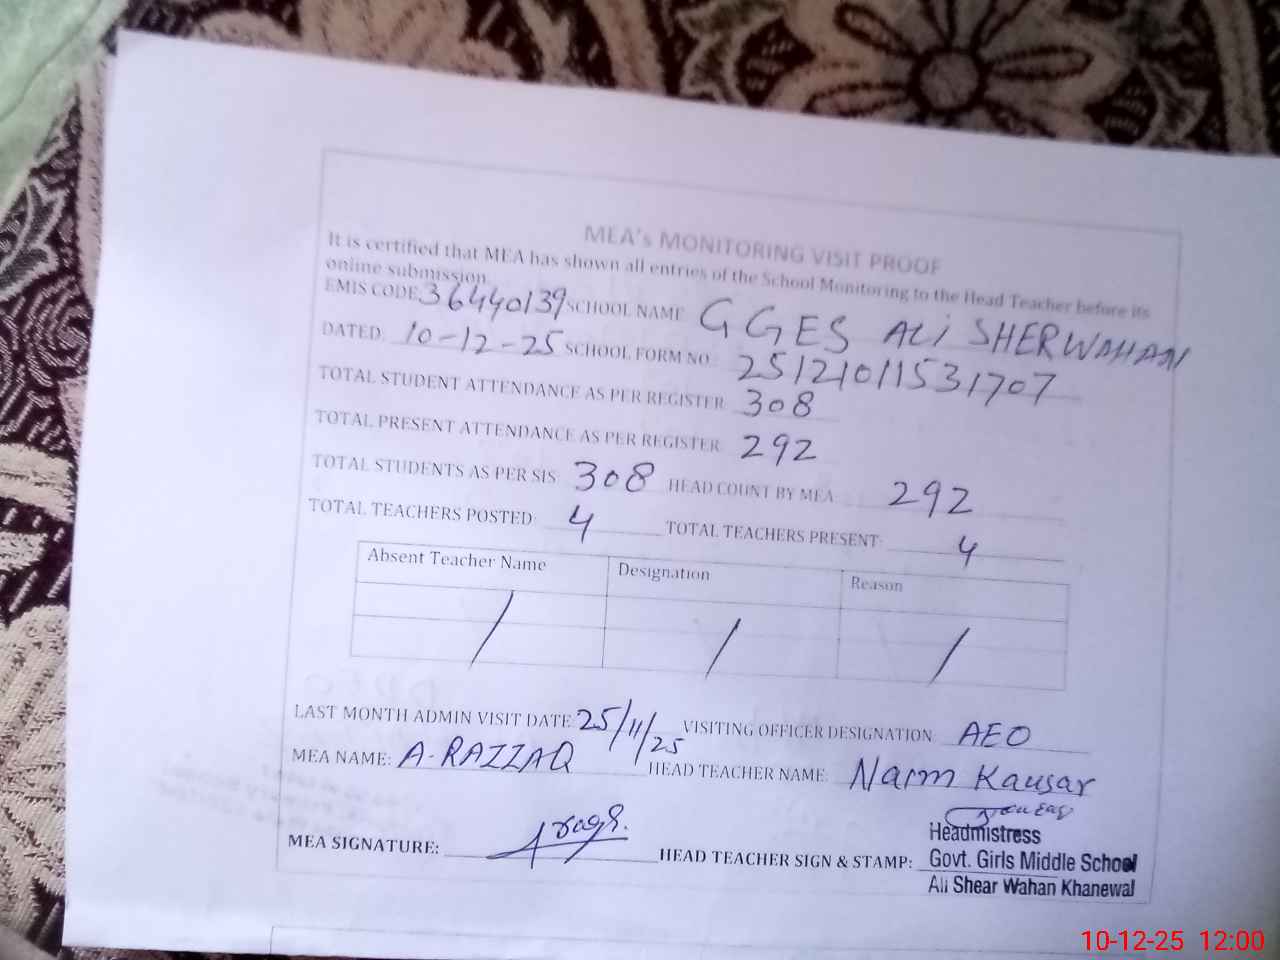 MEA's MONITORING VISIT PROOF
It is certified that MEA has shown all entries of the School Monitoring to the Head Teacher before its
online submission.
EMIS CODE: 36440139 SCHOOL NAME GGES ALI SHERWAHAN
DATED: 10-12-25 SCHOOL FORM NO.: 25121011531707
TOTAL STUDENT ATTENDANCE AS PER REGISTER 308
TOTAL PRESENT ATTENDANCE AS PER REGISTER: 292
TOTAL STUDENTS AS PER SIS 308 HEAD COUNT BY MEA 292
TOTAL TEACHERS POSTED: 4 TOTAL TEACHERS PRESENT: 4
Absent Teacher Name Designation Reason
/ / /
LAST MONTH ADMIN VISIT DATE 25/11/25 VISITING OFFICER DESIGNATION AEO
MEA NAME: A-RAZZAQ HEAD TEACHER NAME: Naim Kausar
Headmistress
MEA SIGNATURE: HEAD TEACHER SIGN & STAMP: Govt. Girls Middle School
Ali Shear Wahan Khanewal
10-12-25 12:00